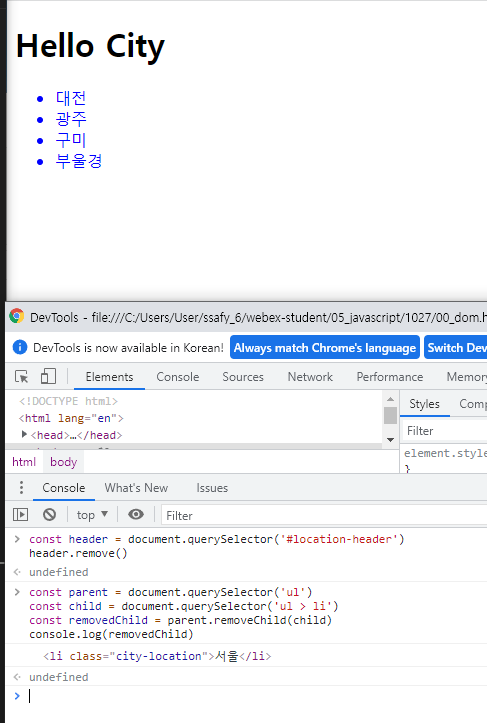 Hello City
대전
광주
구미
부울경
DevTools - file:///C:/Users/User/ssafy_6/webex-student/05_javascript/1027/00_dom.h
DevTools is now available in Korean! Always match Chrome's language Switch Dev
Elements Console Sources Network Performance Memory
<!DOCTYPE html>
<html lang="en">
<head>…</head>
Styles Comp
Filter
element.style
}
html body
Console What's New Issues
top Filter
const header = document.querySelector('#location-header')
header.remove()
undefined
const parent = document.querySelector('ul')
const child = document.querySelector('ul > li')
const removedChild = parent.removeChild(child)
console.log(removedChild)
<li class="city-location">서울</li>
undefined